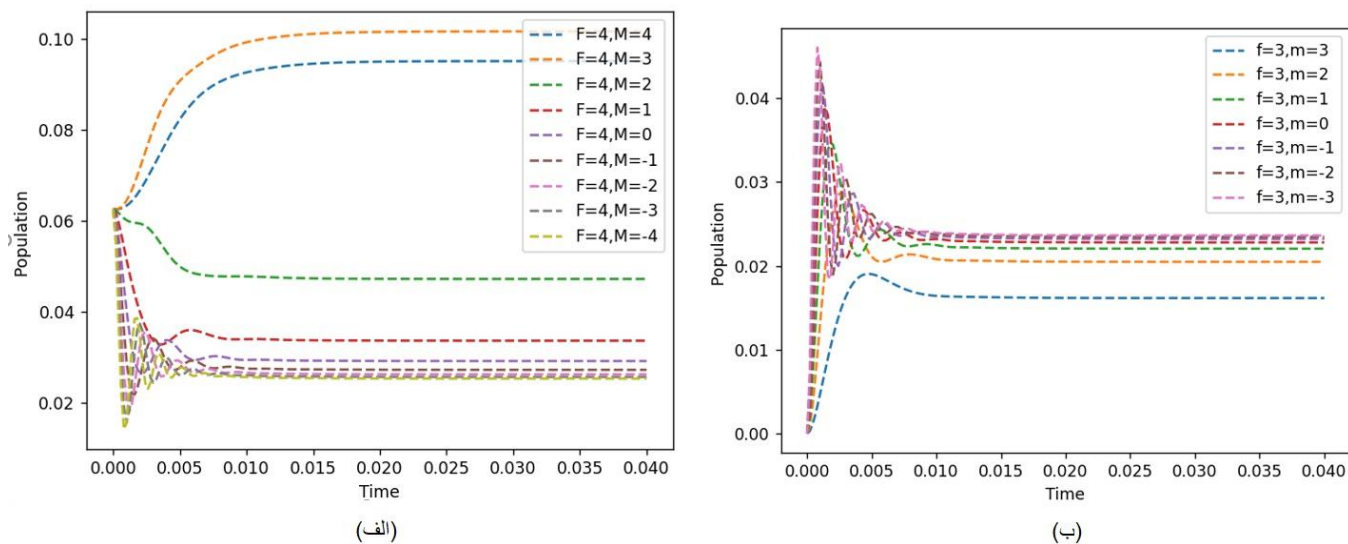 0.10
0.08
0.06
0.04
0.02
Population
0.000 0.005 0.010 0.015 0.020 0.025 0.030 0.035 0.040
Time
F=4,M=4
F=4,M=3
F=4,M=2
F=4,M=1
F=4,M=0
F=4,M=-1
F=4,M=-2
F=4,M=-3
F=4,M=-4
(الف)
0.04
0.03
0.02
0.01
0.00
Population
0.000 0.005 0.010 0.015 0.020 0.025 0.030 0.035 0.040
Time
f=3,m=3
f=3,m=2
f=3,m=1
f=3,m=0
f=3,m=-1
f=3,m=-2
f=3,m=-3
(ب)